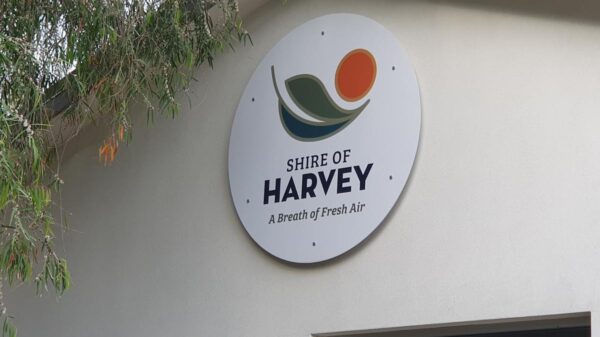 SHIRE OF
HARVEY
A Breath of Fresh Air